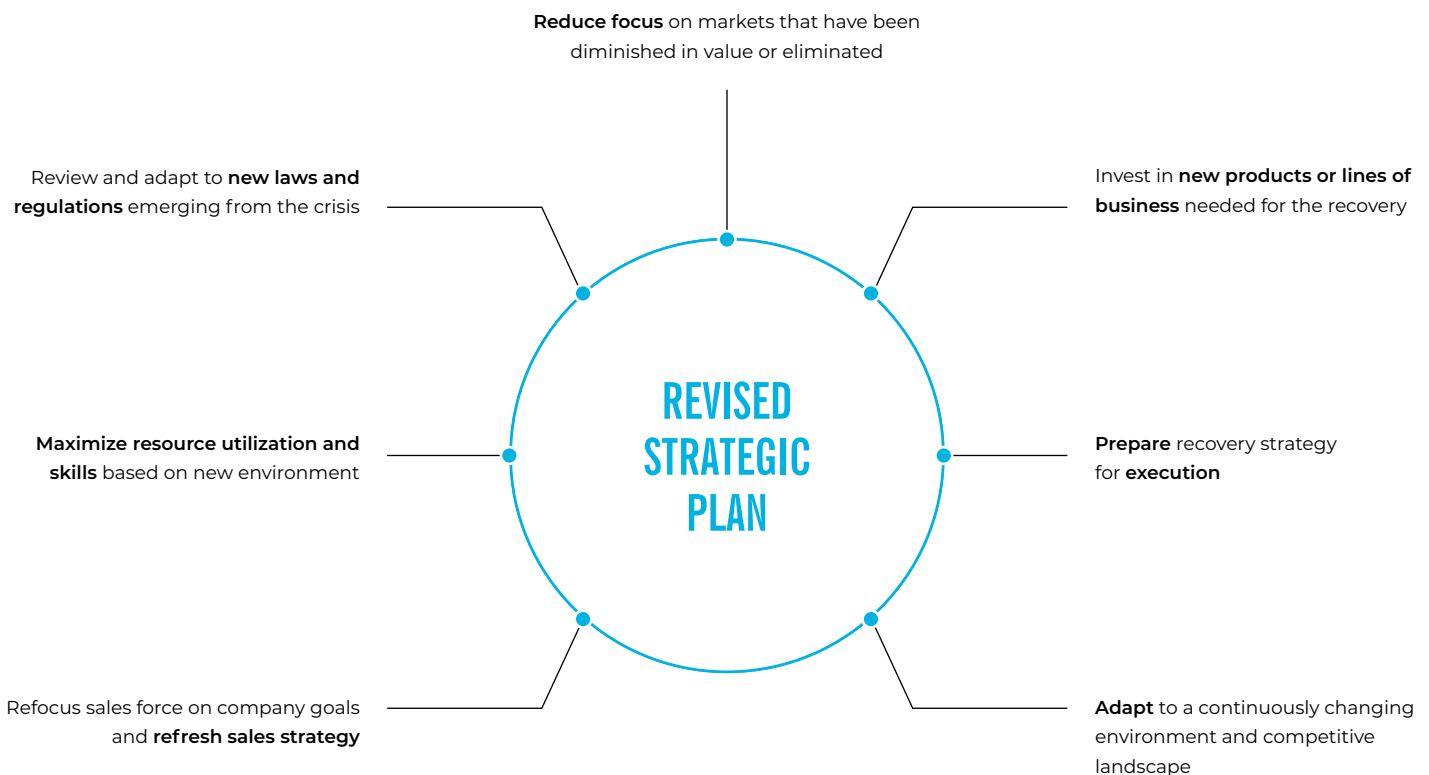 Reduce focus on markets that have been
diminished in value or eliminated
Review and adapt to new laws and
regulations emerging from the crisis
Invest in new products or lines of
business needed for the recovery
REVISED
STRATEGIC
PLAN
Maximize resource utilization and
skills based on new environment
Prepare recovery strategy
for execution
Refocus sales force on company goals
and refresh sales strategy
Adapt to a continuously changing
environment and competitive
landscape